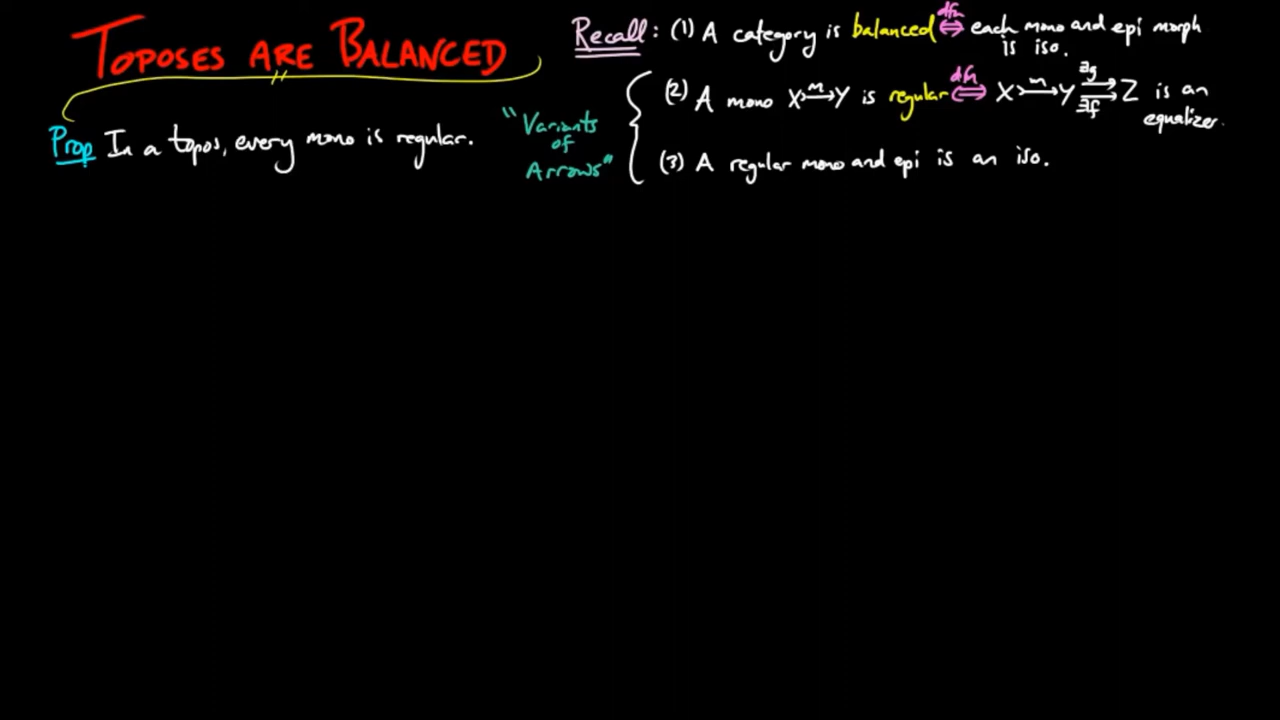 TOPOSES ARE BALANCED
Prop In a topos, every mono is regular.
"Variants
of
Arrows"
Recall: (1) A category is balanced ⇔ dfn each mono and epi morph
is iso.
(2) A mono X ↣ m Y is regular ⇔ dfn X ↣ m Y ⇉ ∃g ∃f Z is an
equalizer.
(3) A regular mono and epi is an iso.